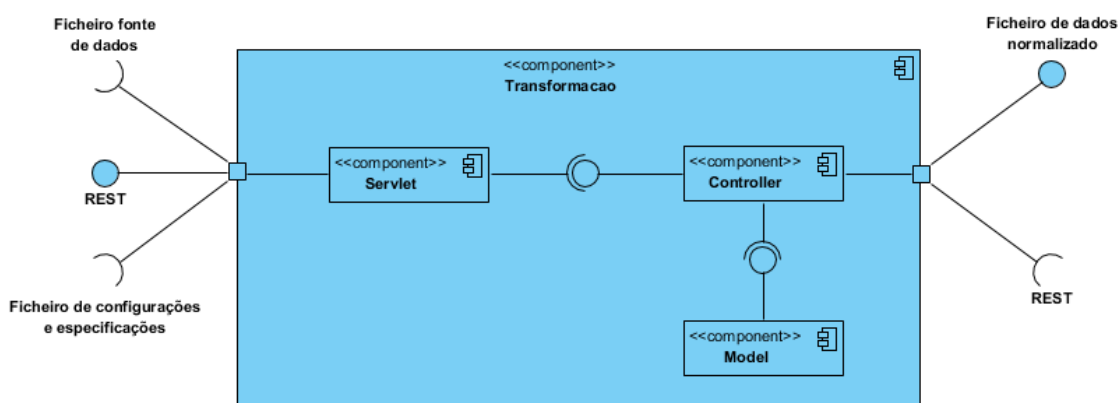 Ficheiro fonte
de dados
Ficheiro de dados
normalizado
<<component>>
Transformacao
<<component>>
Servlet
<<component>>
Controller
REST
Ficheiro de configurações
e especificações
REST
<<component>>
Model